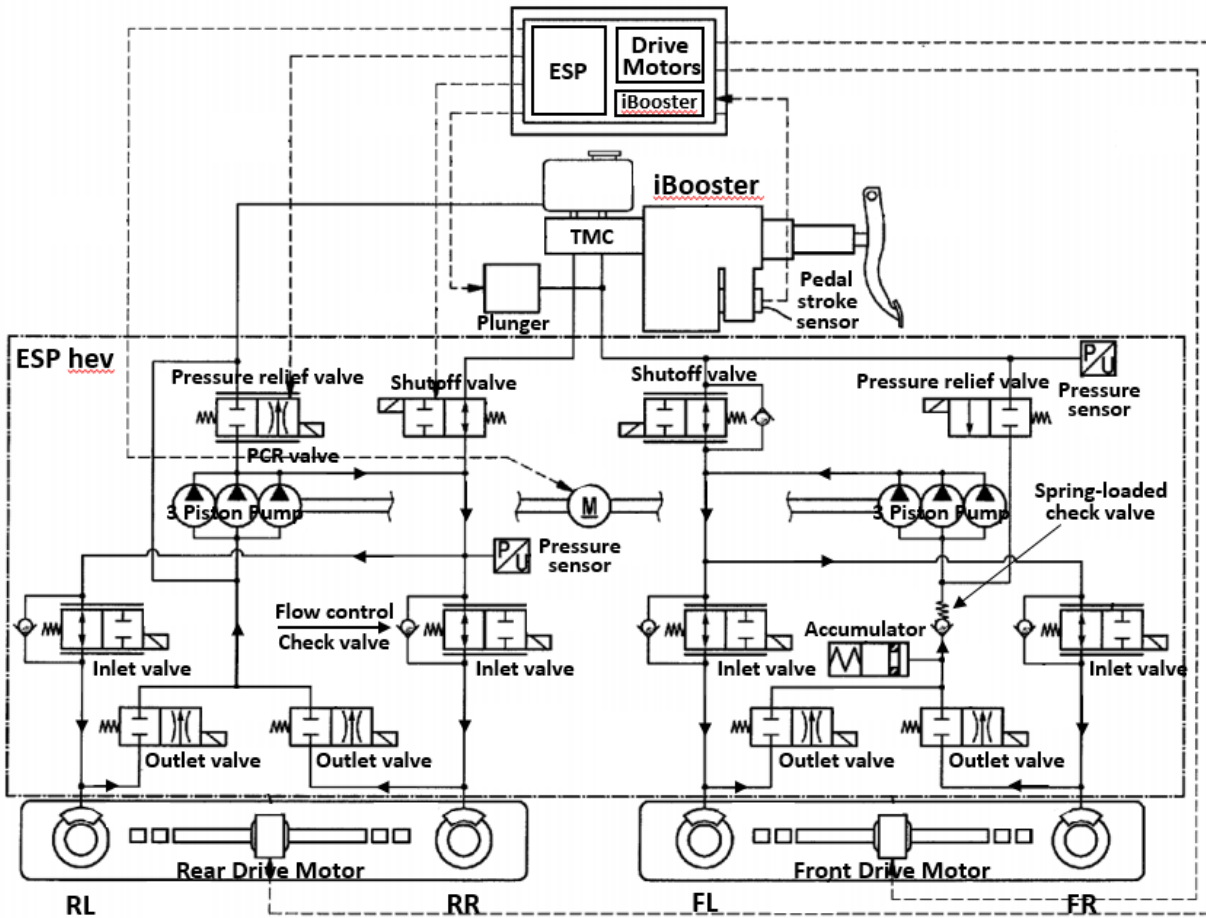 ESP
Drive
Motors
iBooster
iBooster
TMC
Plunger
Pedal
stroke
sensor
ESP hev
Pressure relief valve
Shutoff valve
Shutoff valve
Pressure relief valve
P
U
Pressure
sensor
PCR valve
3 Piston Pump
M
3 Piston Pump
Spring-loaded
check valve
P
U
Pressure
sensor
Flow control
Check valve
Accumulator
Inlet valve
Inlet valve
Inlet valve
Inlet valve
Outlet valve
Outlet valve
Outlet valve
Outlet valve
Rear Drive Motor
Front Drive Motor
RL
RR
FL
FR